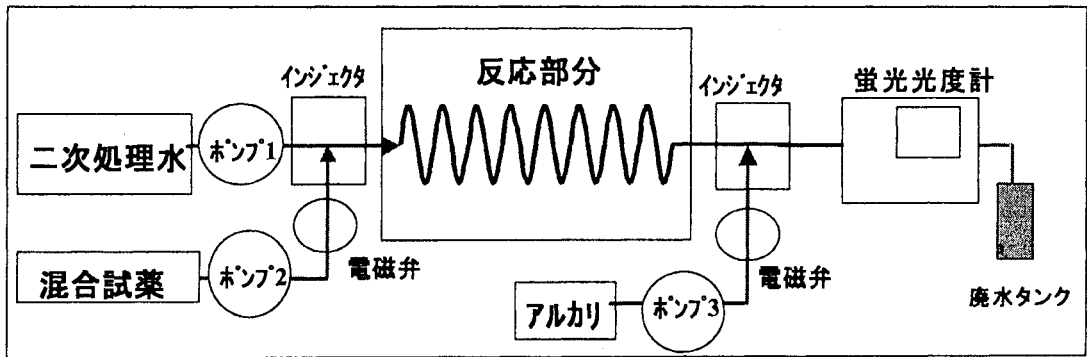 反応部分
インジェクタ
インジェクタ
蛍光光度計
二次処理水
ポンプ1
混合試薬
ポンプ2
電磁弁
アルカリ
ポンプ3
電磁弁
廃水タンク